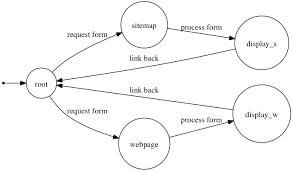 sitemap
request form
process form
display_s
link back
root
link back
request form
display_w
process form
webpage